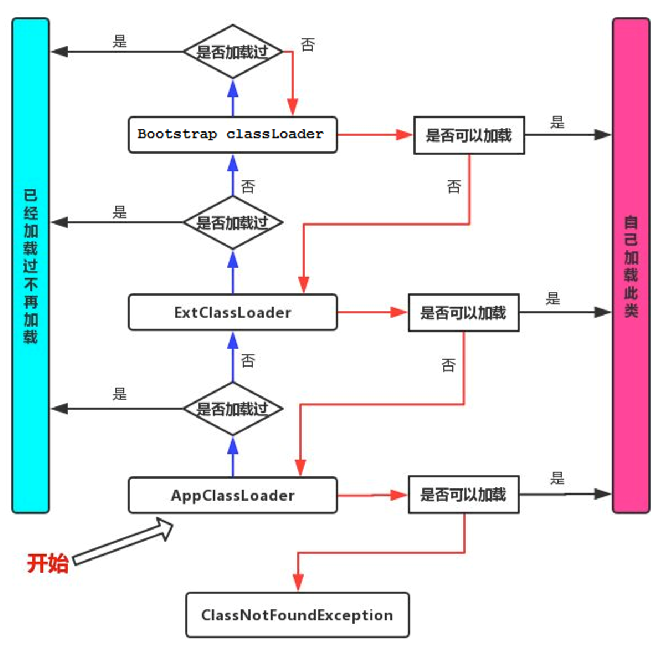 是
是否加载过
否
Bootstrap classLoader
是否可以加载
是
否
否
是
是否加载过
已经加载过不再加载
自己加载此类
ExtClassLoader
是否可以加载
是
否
否
是
是否加载过
AppClassLoader
是否可以加载
是
开始
ClassNotFoundException